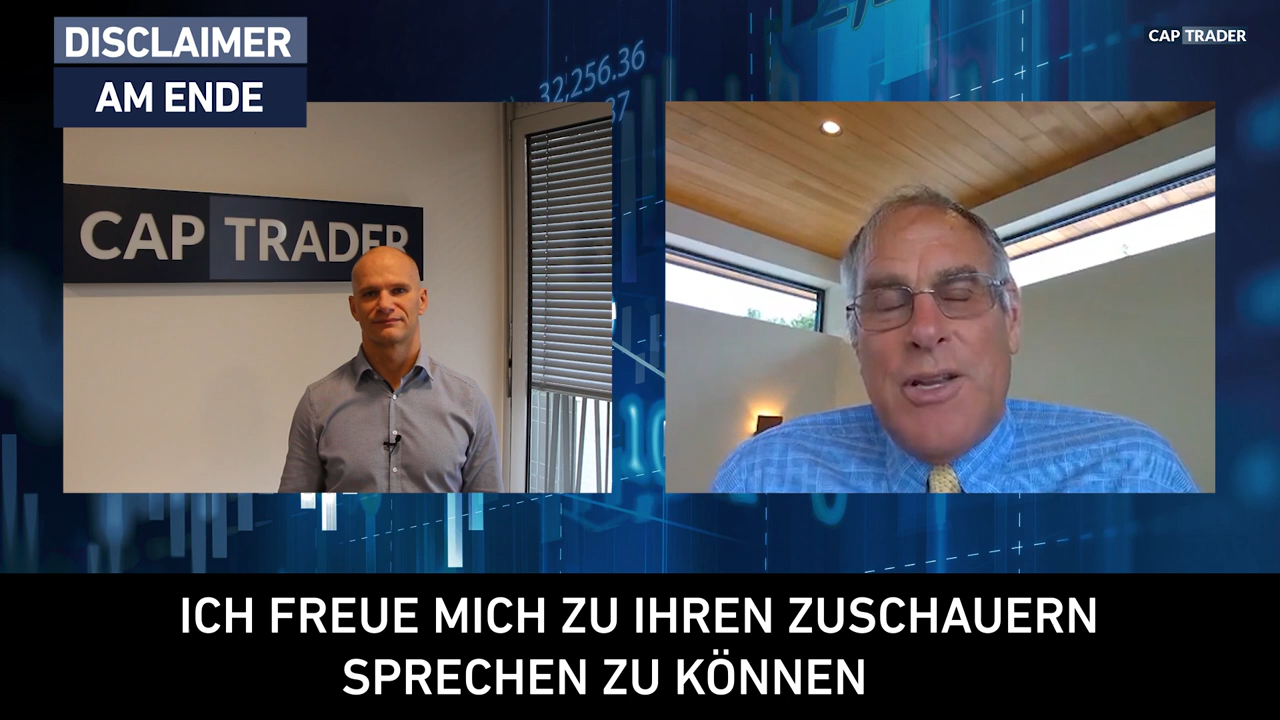 DISCLAIMER
AM ENDE
CAP TRADER
32,256.36
CAP TRADER
ICH FREUE MICH ZU IHREN ZUSCHAUERN
SPRECHEN ZU KÖNNEN